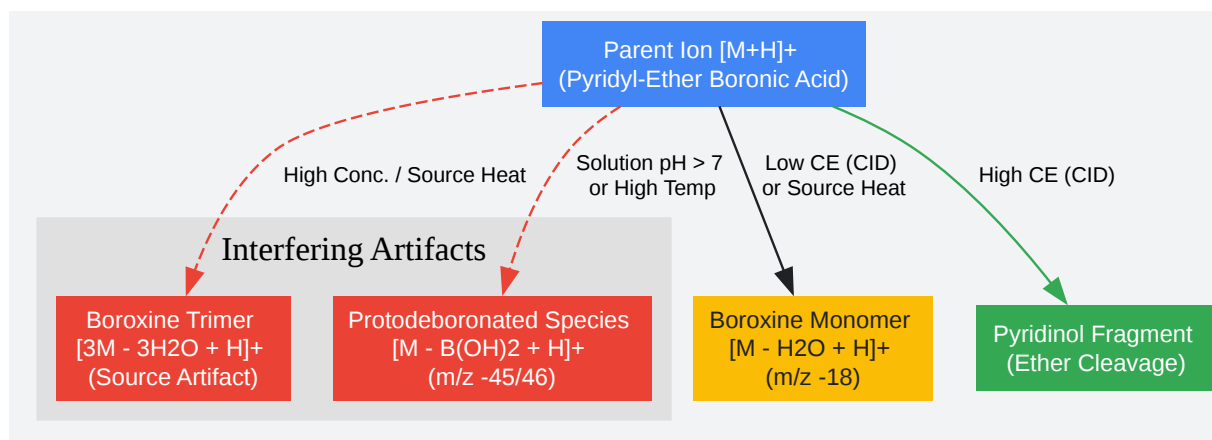 Parent Ion [M+H]+
(Pyridyl-Ether Boronic Acid)
High Conc. / Source Heat
Solution pH > 7
or High Temp
Low CE (CID)
or Source Heat
High CE (CID)
Interfering Artifacts
Boroxine Trimer
[3M - 3H2O + H]+
(Source Artifact)
Protodeboronated Species
[M - B(OH)2 + H]+
(m/z -45/46)
Boroxine Monomer
[M - H2O + H]+
(m/z -18)
Pyridinol Fragment
(Ether Cleavage)